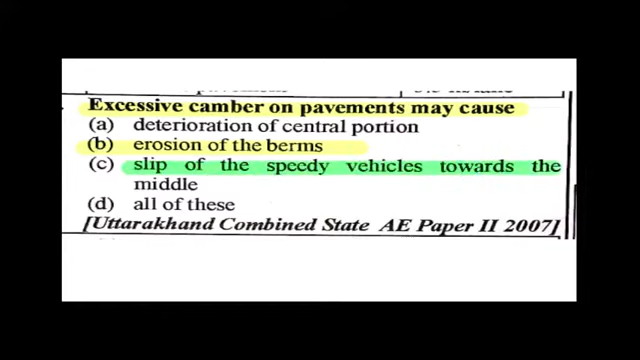 Excessive camber on pavements may cause
(a) deterioration of central portion
(b) erosion of the berms
(c) slip of the speedy vehicles towards the
middle
(d) all of these
[Uttarakhand Combined State AE Paper II 2007]